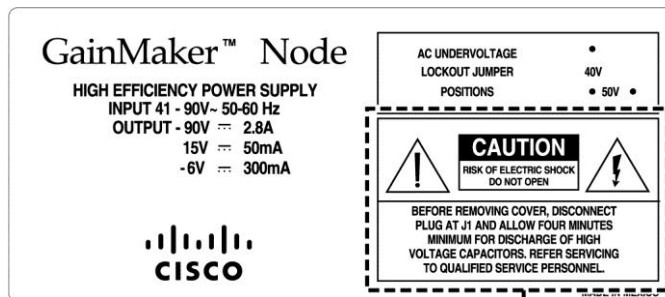 GainMaker™ Node
HIGH EFFICIENCY POWER SUPPLY
INPUT 41 - 90V~ 50-60 Hz
OUTPUT - 90V ⎓ 2.8A
15V ⎓ 50mA
-6V ⎓ 300mA
CISCO
AC UNDERVOLTAGE
LOCKOUT JUMPER 40V
POSITIONS • 50V •
CAUTION
RISK OF ELECTRIC SHOCK
DO NOT OPEN
BEFORE REMOVING COVER, DISCONNECT
PLUG AT J1 AND ALLOW FOUR MINUTES
MINIMUM FOR DISCHARGE OF HIGH
VOLTAGE CAPACITORS. REFER SERVICING
TO QUALIFIED SERVICE PERSONNEL.